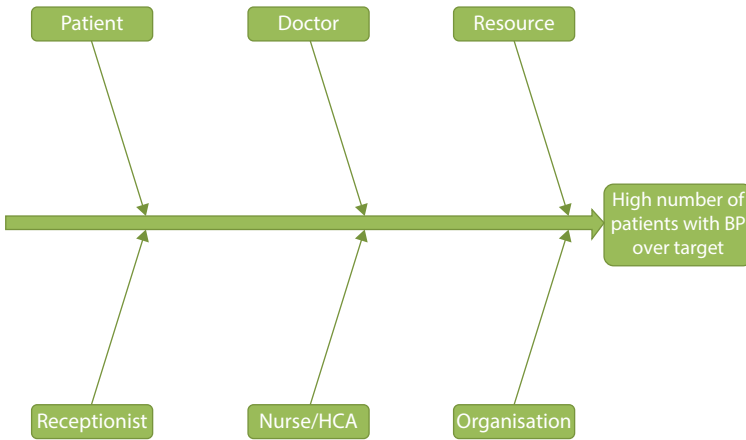 Patient
Doctor
Resource
High number of
patients with BP
over target
Receptionist
Nurse/HCA
Organisation